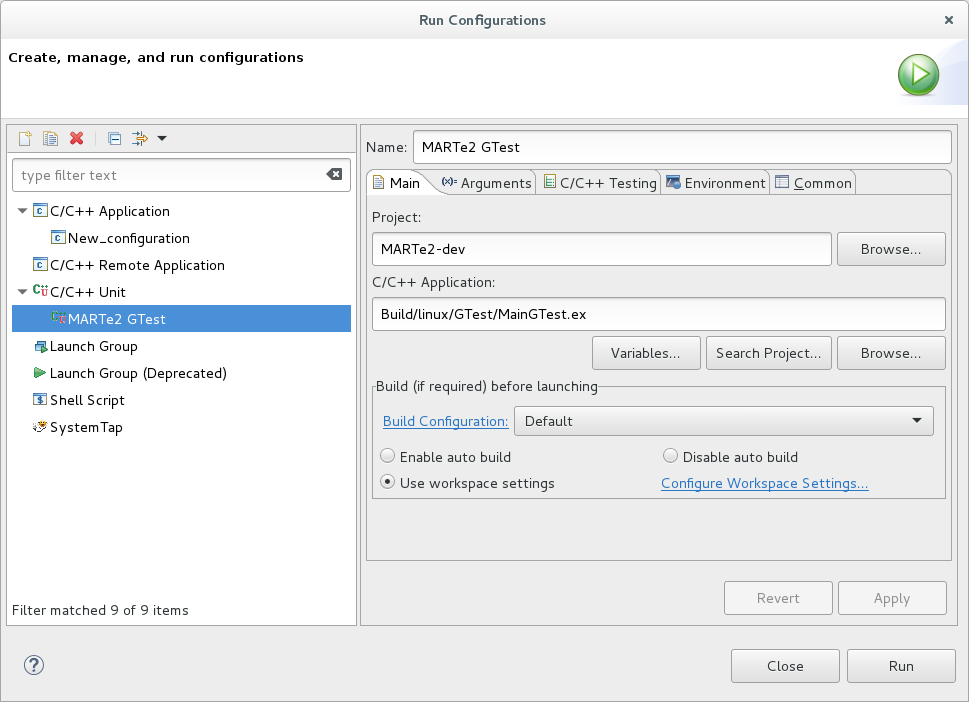 Run Configurations
Create, manage, and run configurations
type filter text
C/C++ Application
New_configuration
C/C++ Remote Application
C/C++ Unit
MARTe2 GTest
Launch Group
Launch Group (Deprecated)
Shell Script
SystemTap
Filter matched 9 of 9 items
Name: MARTe2 GTest
Main (x)= Arguments C/C++ Testing Environment Common
Project:
MARTe2-dev Browse...
C/C++ Application:
Build/linux/GTest/MainGTest.ex
Variables... Search Project... Browse...
Build (if required) before launching
Build Configuration: Default
Enable auto build Disable auto build
Use workspace settings Configure Workspace Settings...
Revert Apply
Close Run